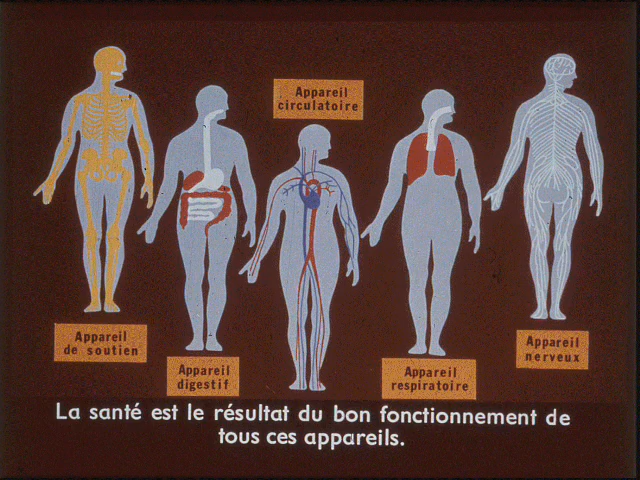 Appareil
circulatoire
Appareil
de soutien
Appareil
digestif
Appareil
respiratoire
Appareil
nerveux
La santé est le résultat du bon fonctionnement de
tous ces appareils.